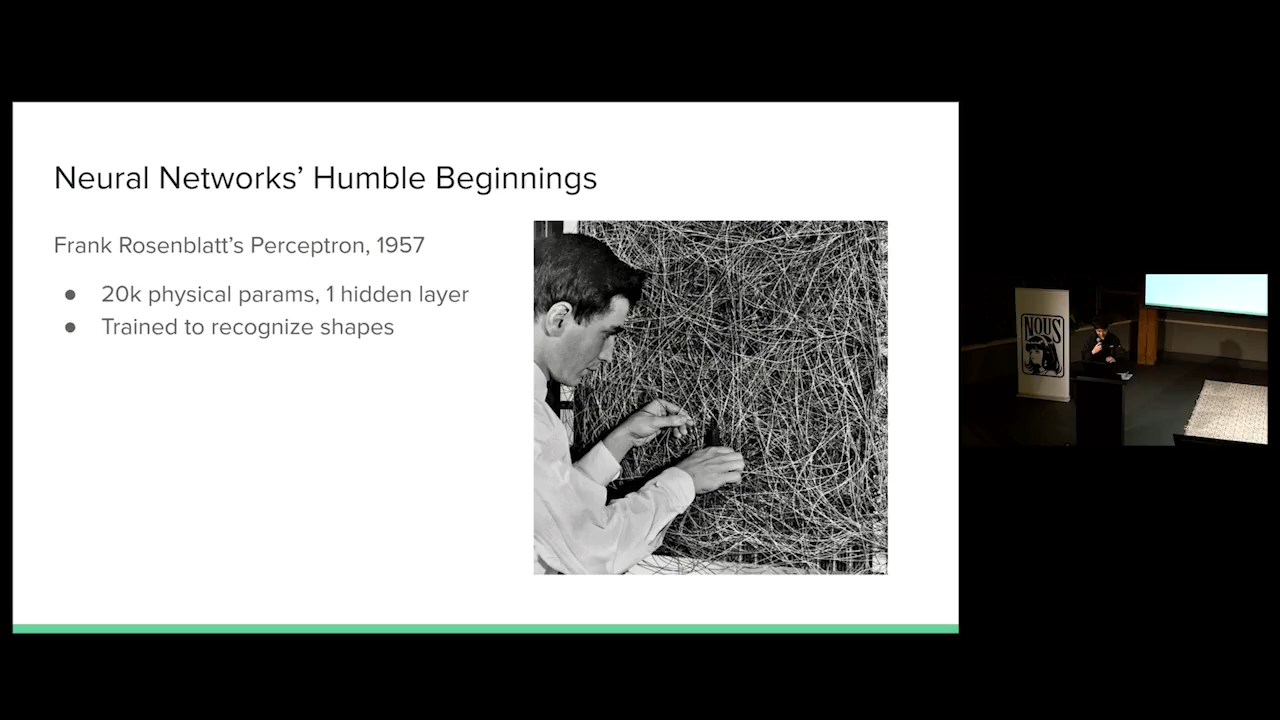 Neural Networks’ Humble Beginnings
Frank Rosenblatt’s Perceptron, 1957
● 20k physical params, 1 hidden layer
● Trained to recognize shapes
NOUS